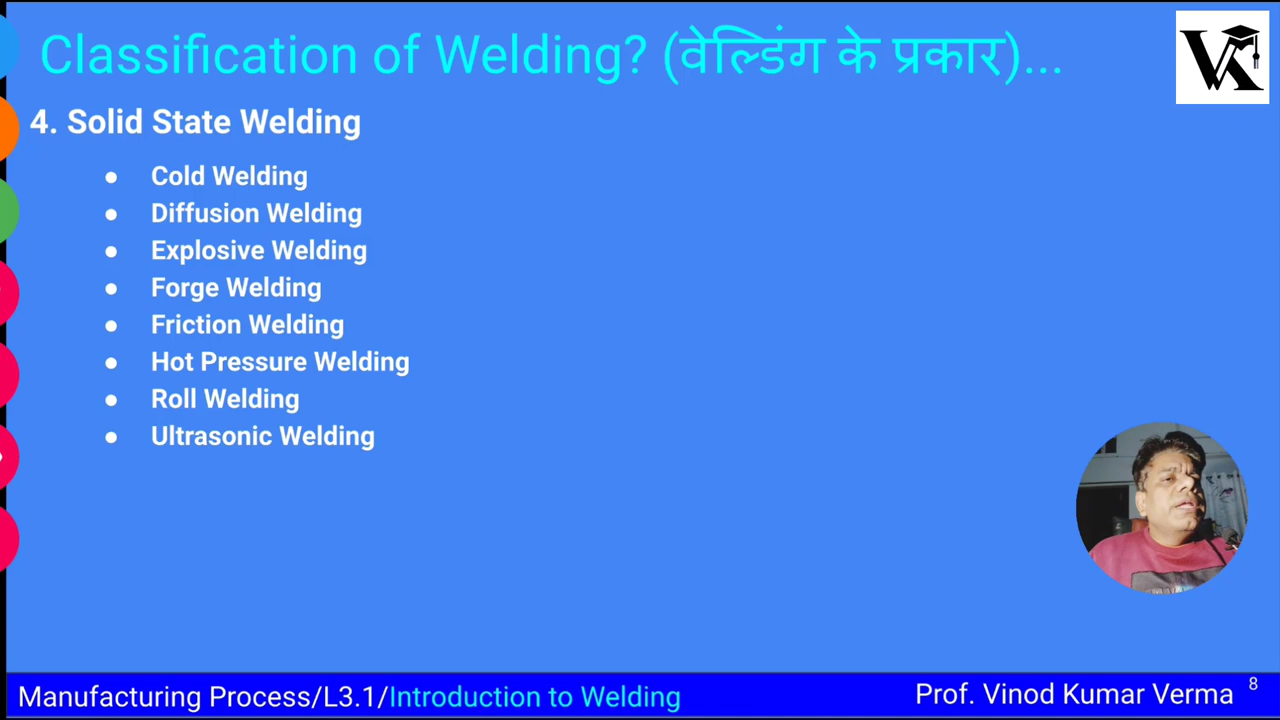 Classification of Welding? (वेल्डिंग के प्रकार)...
4. Solid State Welding
● Cold Welding
● Diffusion Welding
● Explosive Welding
● Forge Welding
● Friction Welding
● Hot Pressure Welding
● Roll Welding
● Ultrasonic Welding
Manufacturing Process/L3.1/Introduction to Welding
Prof. Vinod Kumar Verma 8